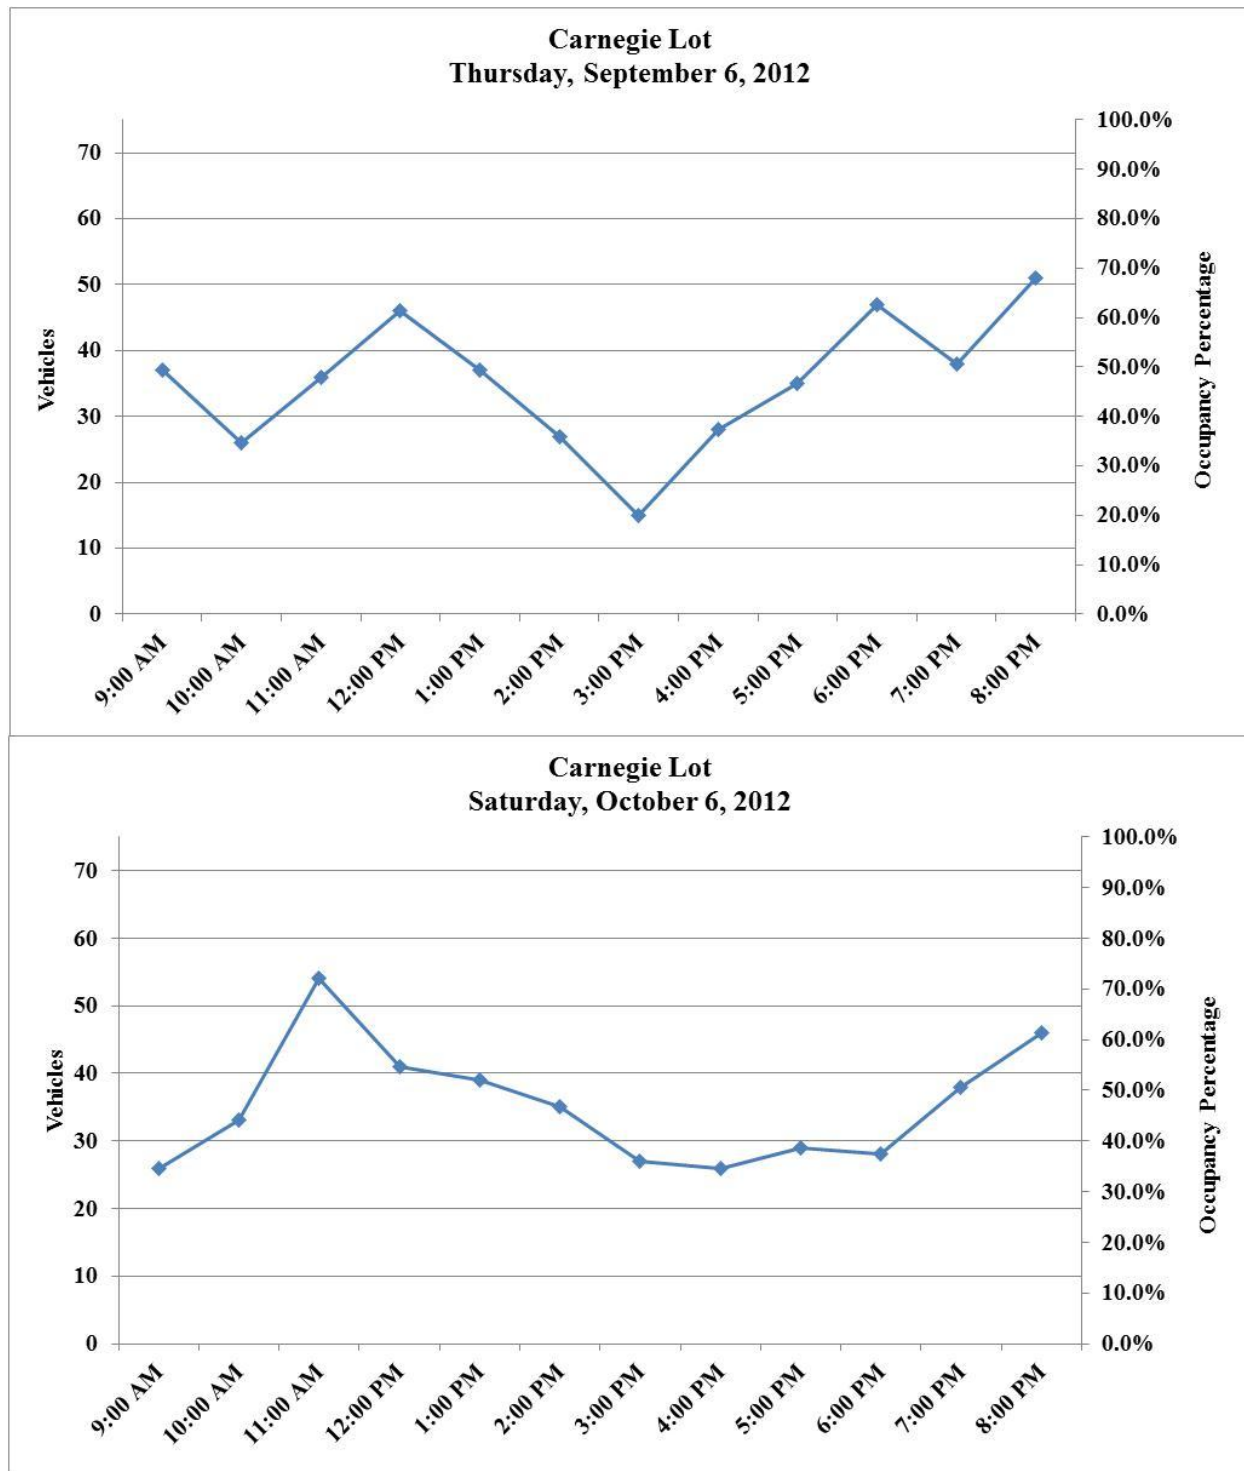 Carnegie Lot
Thursday, September 6, 2012
100.0%
70
90.0%
60
80.0%
50
70.0%
60.0%
40
50.0%
30
40.0%
30.0%
20
20.0%
10
10.0%
0
0.0%
Vehicles
Occupancy Percentage
9:00 AM
10:00 AM
11:00 AM
12:00 PM
1:00 PM
2:00 PM
3:00 PM
4:00 PM
5:00 PM
6:00 PM
7:00 PM
8:00 PM
Carnegie Lot
Saturday, October 6, 2012
100.0%
70
90.0%
60
80.0%
50
70.0%
60.0%
40
50.0%
30
40.0%
30.0%
20
20.0%
10
10.0%
0
0.0%
Vehicles
Occupancy Percentage
9:00 AM
10:00 AM
11:00 AM
12:00 PM
1:00 PM
2:00 PM
3:00 PM
4:00 PM
5:00 PM
6:00 PM
7:00 PM
8:00 PM